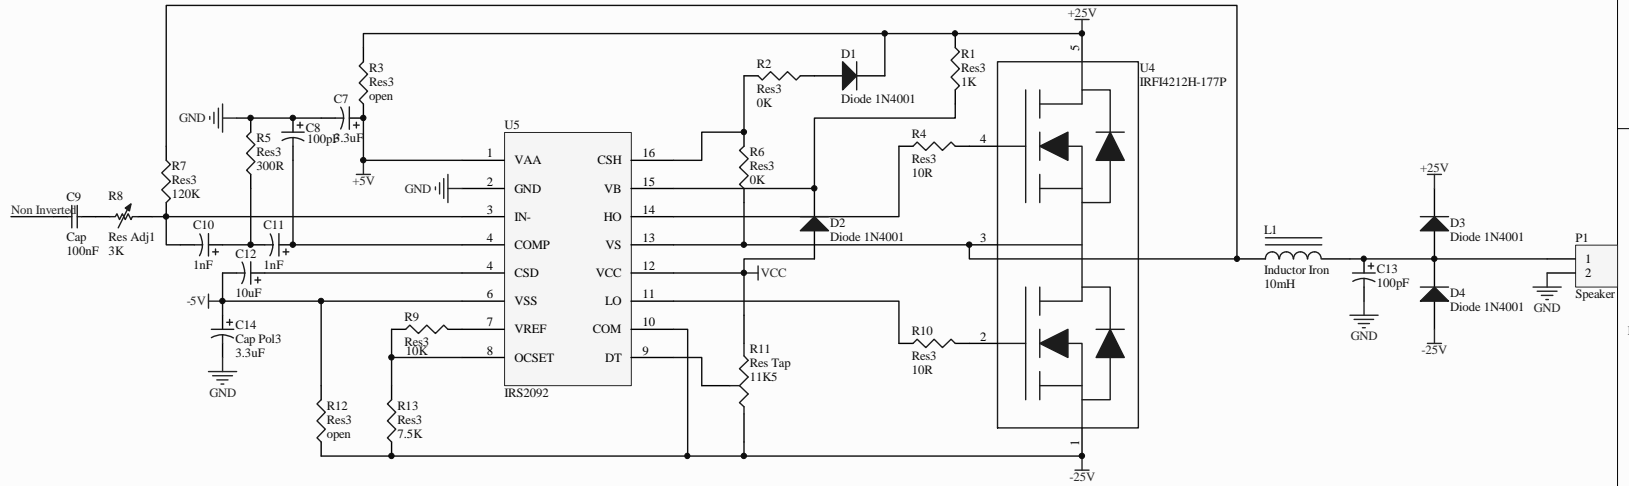 +25V
R3
Res3
open
C7
3.3uF
GND
C8
100pF
R5
Res3
300R
R7
Res3
120K
+5V
GND
Non Inverted
C9
Cap
100nF
R8
Res Adj1
3K
C10
1nF
C11
1nF
C12
10uF
-5V
C14
Cap Pol3
3.3uF
GND
R9
Res3
10K
R12
Res3
open
R13
Res3
7.5K
U5
1 VAA CSH 16
2 GND VB 15
3 IN- HO 14
4 COMP VS 13
4 CSD VCC 12
6 VSS LO 11
7 VREF COM 10
8 OCSET DT 9
IRS2092
R2
Res3
0K
D1
Diode 1N4001
R1
Res3
1K
R6
Res3
0K
R4
Res3
10R
D2
Diode 1N4001
VCC
R11
Res Tap
11K5
R10
Res3
10R
U4
IRFI4212H-177P
5
4
3
2
1
-25V
L1
Inductor Iron
10mH
C13
100pF
GND
+25V
D3
Diode 1N4001
D4
Diode 1N4001
-25V
GND
P1
1
2
Speaker